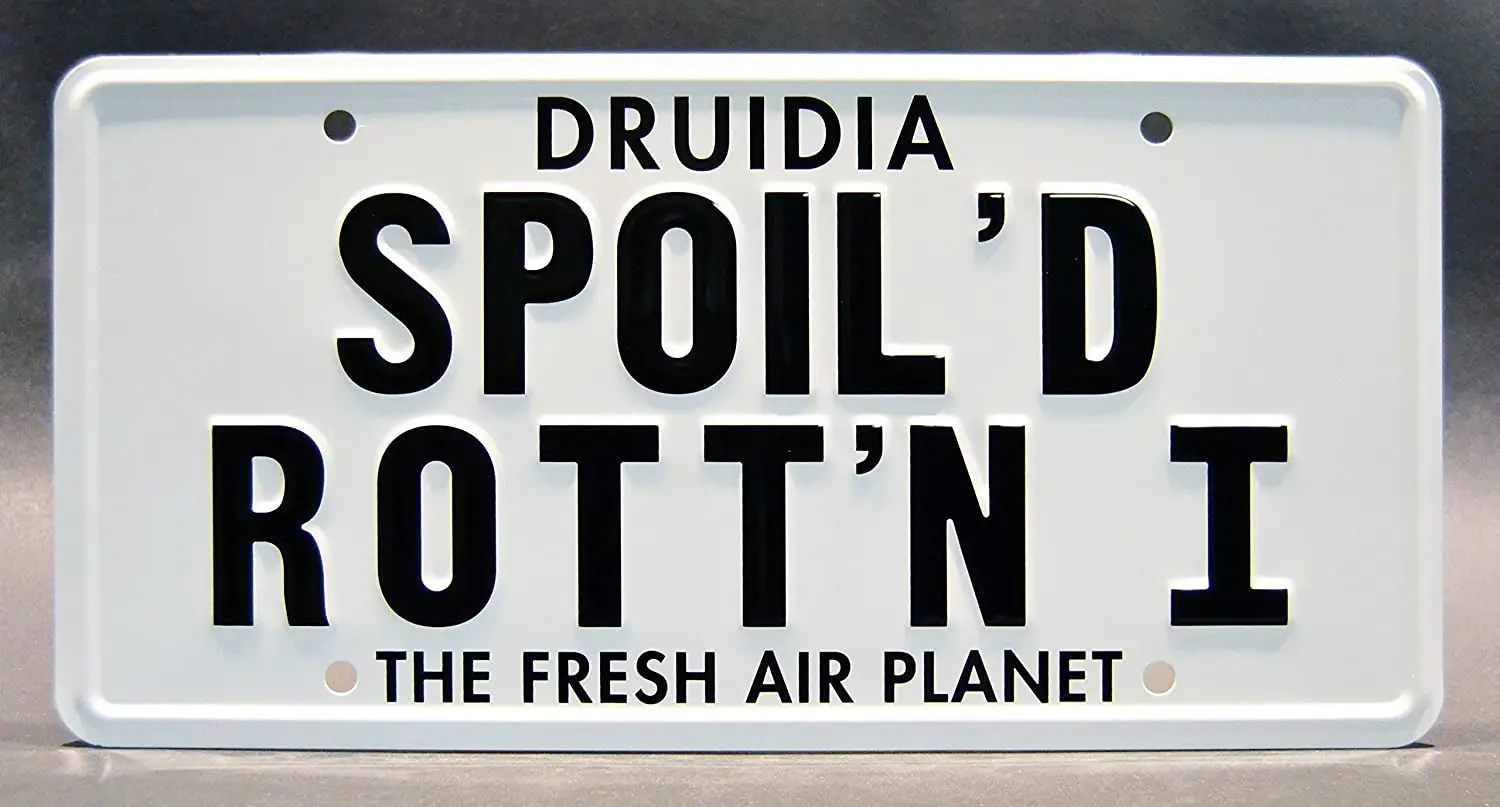 DRUIDIA
SPOIL'D
ROTT'N I
THE FRESH AIR PLANET